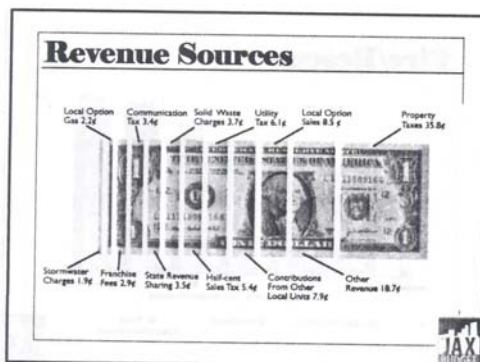 Revenue Sources
Local Option
Gas 2.2¢
Communication
Tax 3.4¢
Solid Waste
Charges 3.7¢
Utility
Tax 6.1¢
Local Option
Sales 8.5 ¢
Property
Taxes 35.8¢
Stormwater
Charges 1.9¢
Franchise
Fees 2.9¢
State Revenue
Sharing 3.5¢
Half-cent
Sales Tax 5.4¢
Contributions
From Other
Local Units 7.9¢
Other
Revenue 18.7¢
JAX
BUDGET